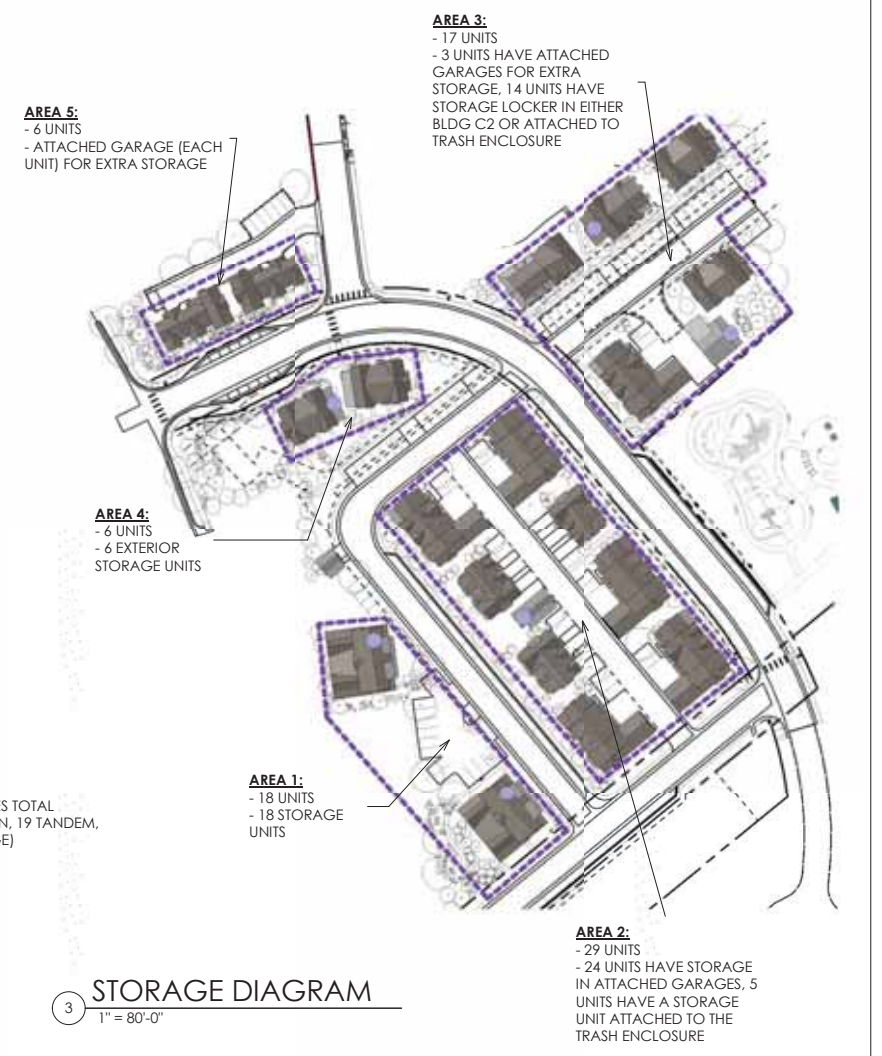 AREA 3:
- 17 UNITS
- 3 UNITS HAVE ATTACHED
GARAGES FOR EXTRA
STORAGE, 14 UNITS HAVE
STORAGE LOCKER IN EITHER
BLDG C2 OR ATTACHED TO
TRASH ENCLOSURE
AREA 5:
- 6 UNITS
- ATTACHED GARAGE (EACH
UNIT) FOR EXTRA STORAGE
AREA 4:
- 6 UNITS
- 6 EXTERIOR
STORAGE UNITS
AREA 1:
- 18 UNITS
- 18 STORAGE
UNITS
TOTAL
19 TANDEM,
AREA 2:
- 29 UNITS
- 24 UNITS HAVE STORAGE
IN ATTACHED GARAGES, 5
UNITS HAVE A STORAGE
UNIT ATTACHED TO THE
TRASH ENCLOSURE
3
STORAGE DIAGRAM
1" = 80'-0"